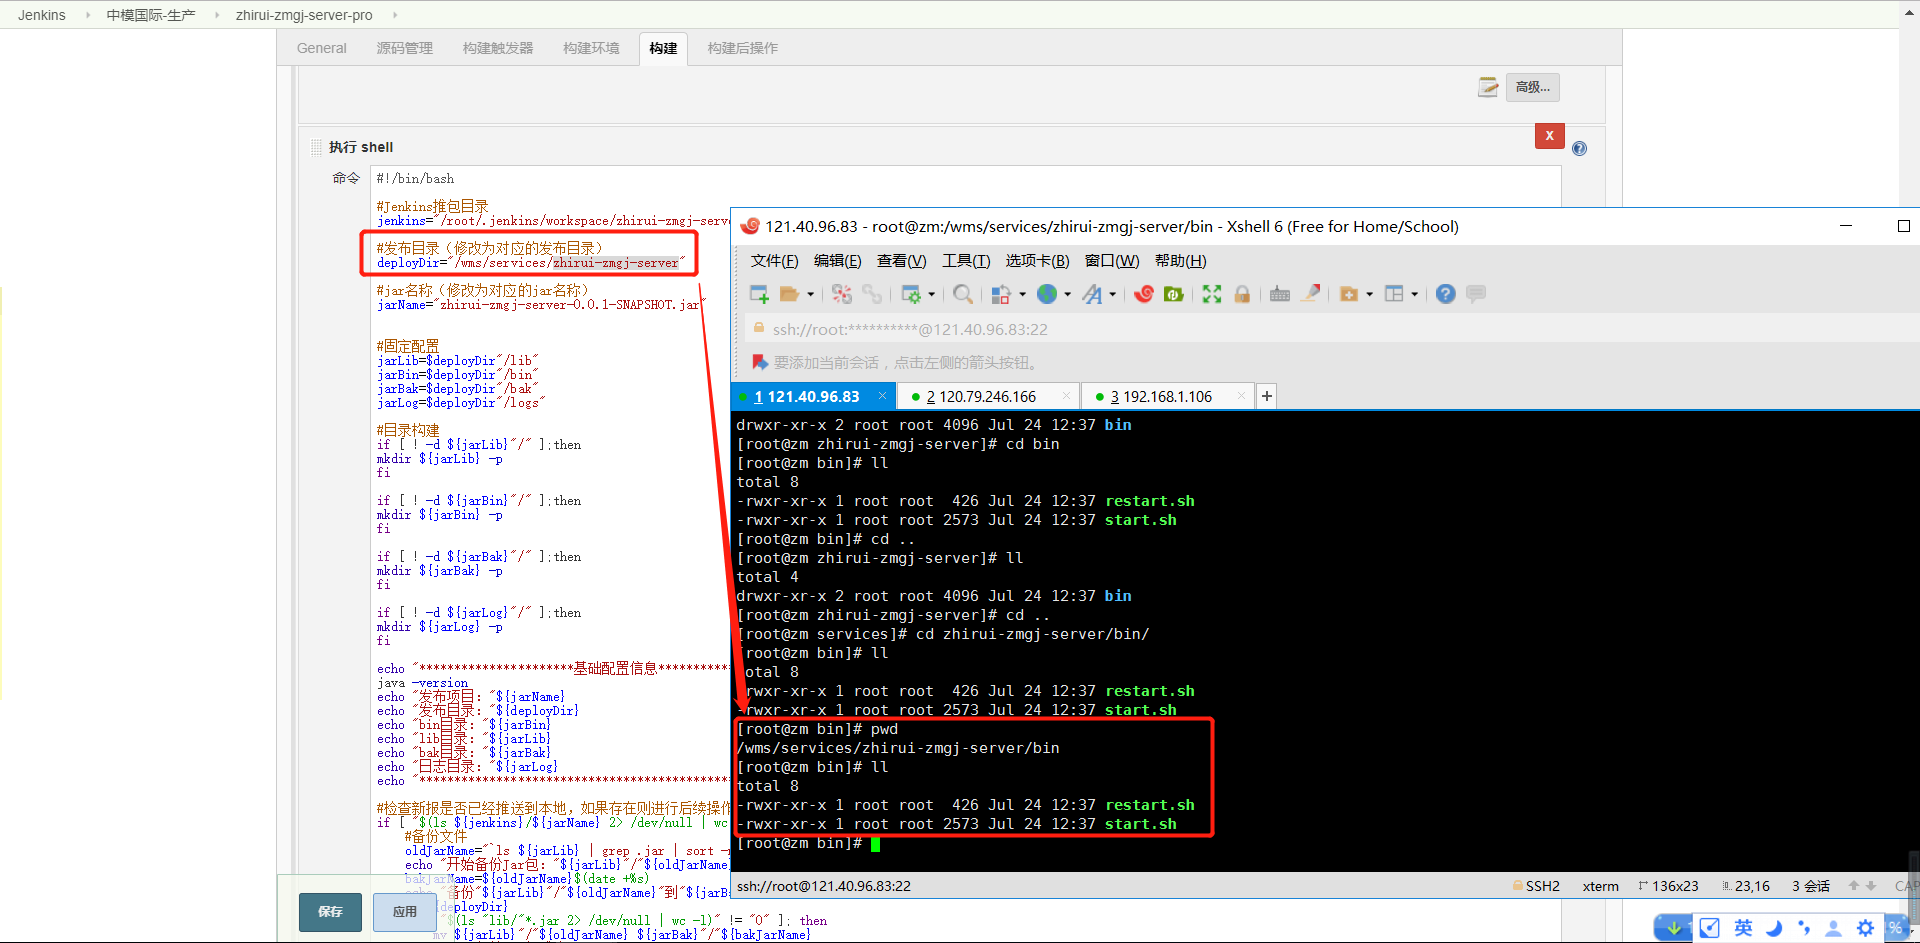 Jenkins
中模国际-生产
zhirui-zmgj-server-pro
General
源码管理
构建触发器
构建环境
构建
构建后操作
高级...
执行 shell
X
命令
#!/bin/bash
#Jenkins推包目录
jenkins="/root/.jenkins/workspace/zhirui-zmgj-serve
#发布目录（修改为对应的发布目录）
deployDir="/wms/services/zhirui-zmgj-server"
#jar名称（修改为对应的jar名称）
jarName="zhirui-zmgj-server-0.0.1-SNAPSHOT.jar"
#固定配置
jarLib=$deployDir"/lib"
jarBin=$deployDir"/bin"
jarBak=$deployDir"/bak"
jarLog=$deployDir"/logs"
#目录构建
if [ ! -d ${jarLib}"/" ];then
mkdir ${jarLib} -p
fi
if [ ! -d ${jarBin}"/" ];then
mkdir ${jarBin} -p
fi
if [ ! -d ${jarBak}"/" ];then
mkdir ${jarBak} -p
fi
if [ ! -d ${jarLog}"/" ];then
mkdir ${jarLog} -p
fi
echo "**********************基础配置信息***********
java -version
echo "发布项目："${jarName}
echo "发布目录："${deployDir}
echo "bin目录："${jarBin}
echo "lib目录："${jarLib}
echo "bak目录："${jarBak}
echo "日志目录："${jarLog}
echo "*********************************************
#检查新报是否已经推送到本地，如果存在则进行后续操作
if [ "$(ls ${jenkins}/${jarName} 2> /dev/null | wc
#备份文件
oldJarName="`ls ${jarLib} | grep .jar | sort -
echo "开始备份Jar包："${jarLib}"/"${oldJarName}
bakJarName=${oldJarName}$(date +%s)
"备份"${jarLib}"/"${oldJarName}"到"${jarBa
deployDir}
$(ls "lib/"*.jar 2> /dev/null | wc -l)" != "0" ]; then
mv ${jarLib}"/"${oldJarName} ${jarBak}"/"${bakJarName}
保存
应用
121.40.96.83 - root@zm:/wms/services/zhirui-zmgj-server/bin - Xshell 6 (Free for Home/School)
文件(F) 编辑(E) 查看(V) 工具(T) 选项卡(B) 窗口(W) 帮助(H)
ssh://root:**********@121.40.96.83:22
要添加当前会话，点击左侧的箭头按钮。
1 121.40.96.83
2 120.79.246.166
3 192.168.1.106
+
drwxr-xr-x 2 root root 4096 Jul 24 12:37 bin
[root@zm zhirui-zmgj-server]# cd bin
[root@zm bin]# ll
total 8
-rwxr-xr-x 1 root root  426 Jul 24 12:37 restart.sh
-rwxr-xr-x 1 root root 2573 Jul 24 12:37 start.sh
[root@zm bin]# cd ..
[root@zm zhirui-zmgj-server]# ll
total 4
drwxr-xr-x 2 root root 4096 Jul 24 12:37 bin
[root@zm zhirui-zmgj-server]# cd ..
[root@zm services]# cd zhirui-zmgj-server/bin/
[root@zm bin]# ll
total 8
-rwxr-xr-x 1 root root  426 Jul 24 12:37 restart.sh
-rwxr-xr-x 1 root root 2573 Jul 24 12:37 start.sh
[root@zm bin]# pwd
/wms/services/zhirui-zmgj-server/bin
[root@zm bin]# ll
total 8
-rwxr-xr-x 1 root root  426 Jul 24 12:37 restart.sh
-rwxr-xr-x 1 root root 2573 Jul 24 12:37 start.sh
[root@zm bin]#
ssh://root@121.40.96.83:22
SSH2
xterm
136x23
23,16
3 会话
CAP
英
%